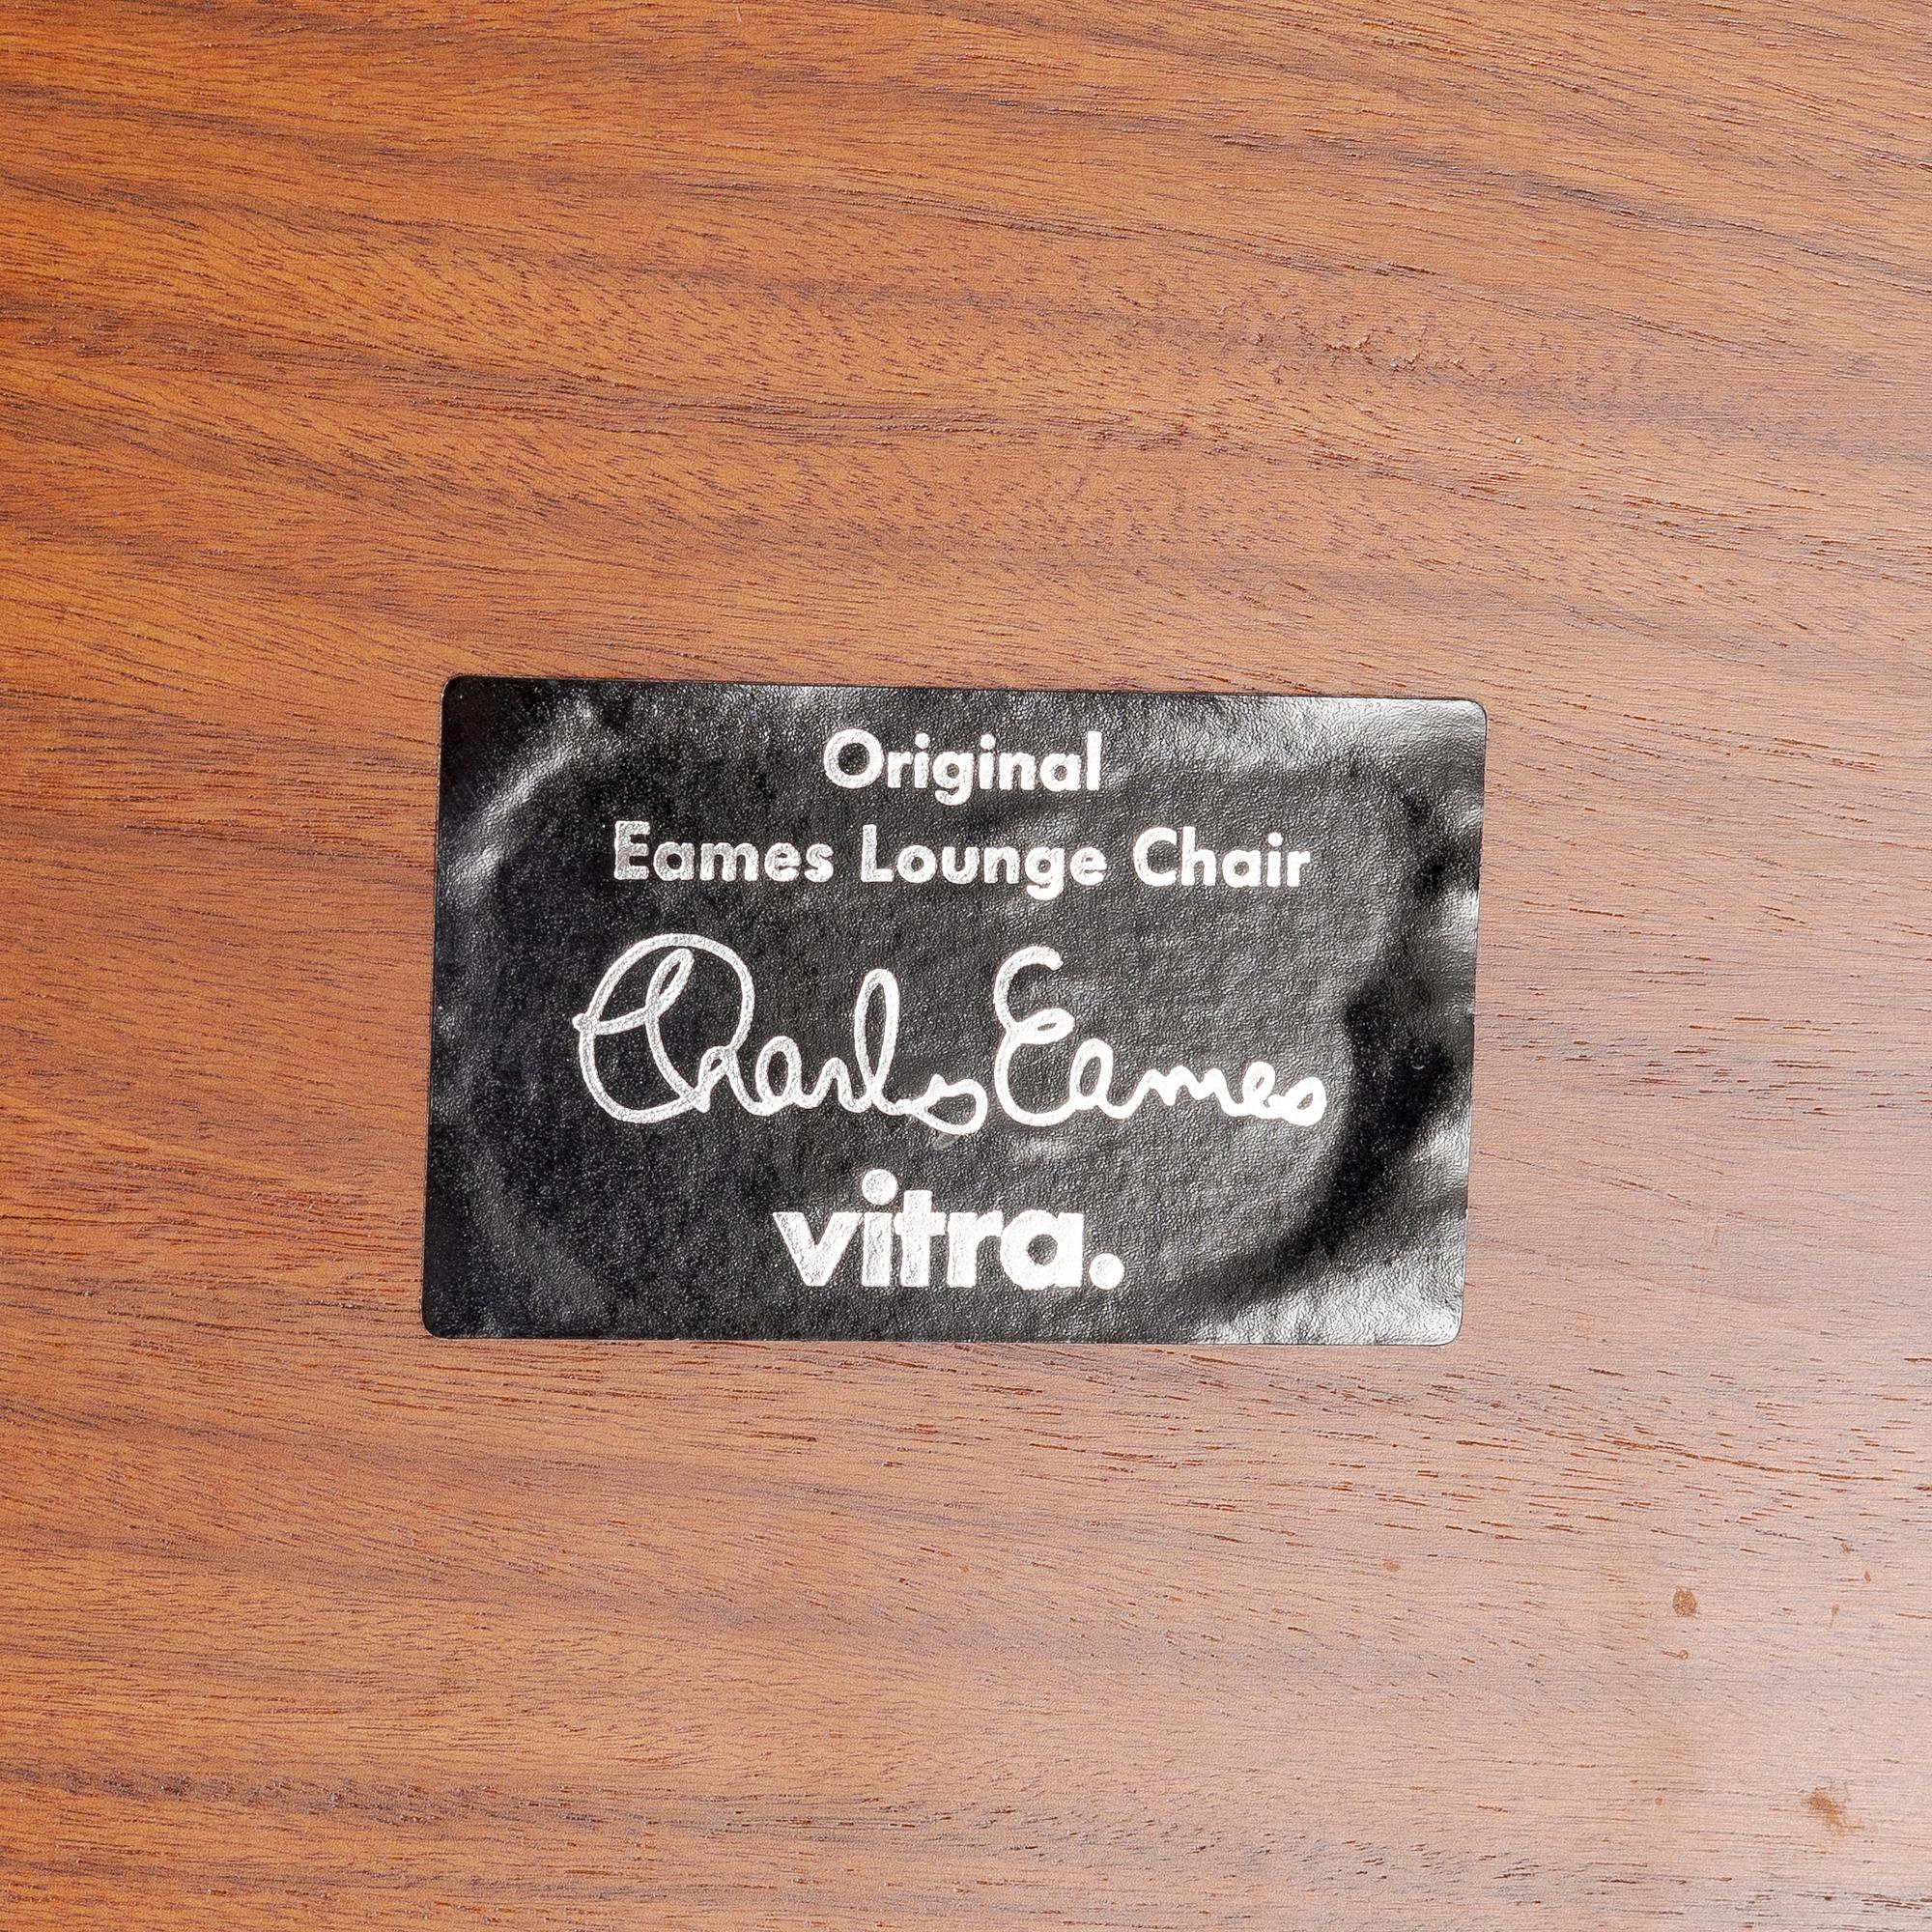 Original
Eames Lounge Chair
Charles Eames
vitra.